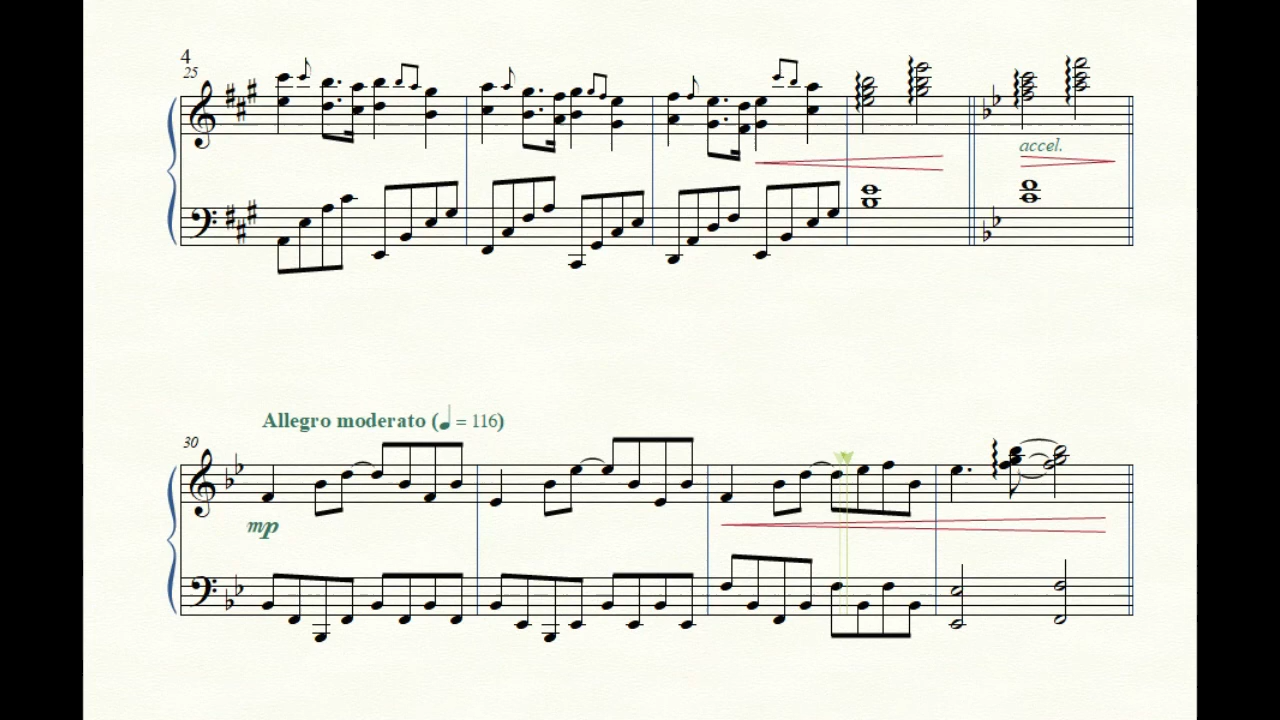 4
25
accel.
Allegro moderato (♩ = 116)
30
mp